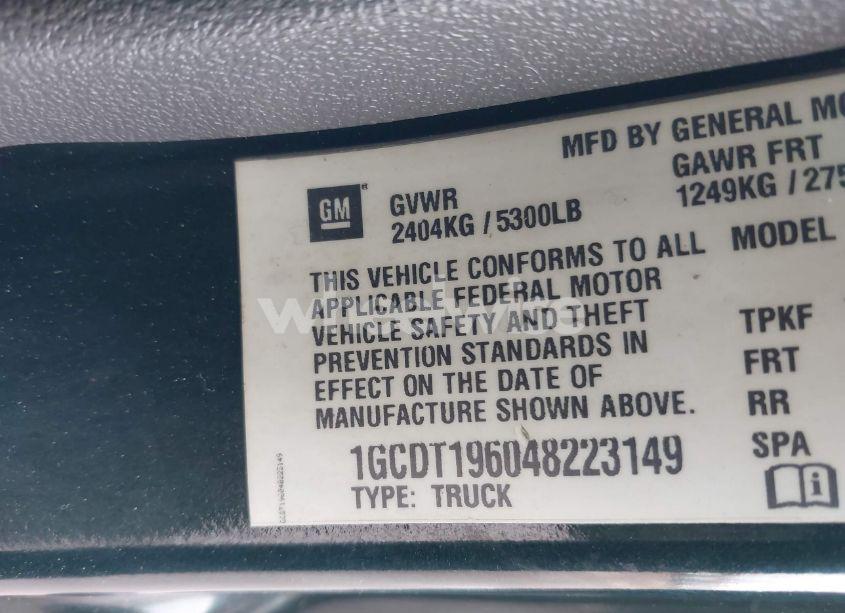 MFD BY GENERAL MO
GM
GVWR
2404KG / 5300LB
GAWR FRT
1249KG / 275
THIS VEHICLE CONFORMS TO ALL
APPLICABLE FEDERAL MOTOR
VEHICLE SAFETY AND THEFT
PREVENTION STANDARDS IN
EFFECT ON THE DATE OF
MANUFACTURE SHOWN ABOVE.
MODEL
TPKF
FRT
RR
SPA
1GCDT196048223149
TYPE: TRUCK
i